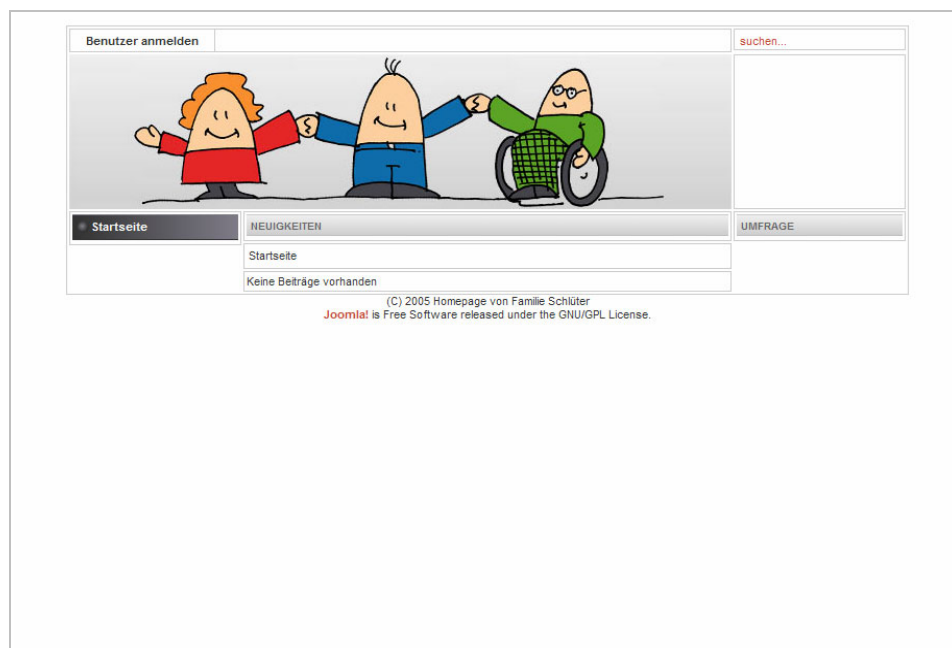 Benutzer anmelden
suchen...
Startseite
NEUIGKEITEN
UMFRAGE
Startseite
Keine Beiträge vorhanden
(C) 2005 Homepage von Familie Schlüter
Joomla! is Free Software released under the GNU/GPL License.